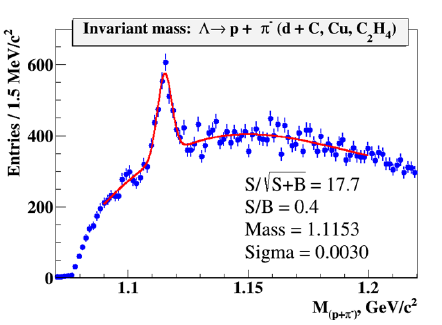 Invariant mass: Λ→ p + π⁻ (d + C, Cu, C₂H₄)
Entries / 1.5 MeV/c²
600
400
200
0
S/√S+B = 17.7
S/B = 0.4
Mass = 1.1153
Sigma = 0.0030
1.1
1.15
1.2
M₍p+π⁻₎, GeV/c²